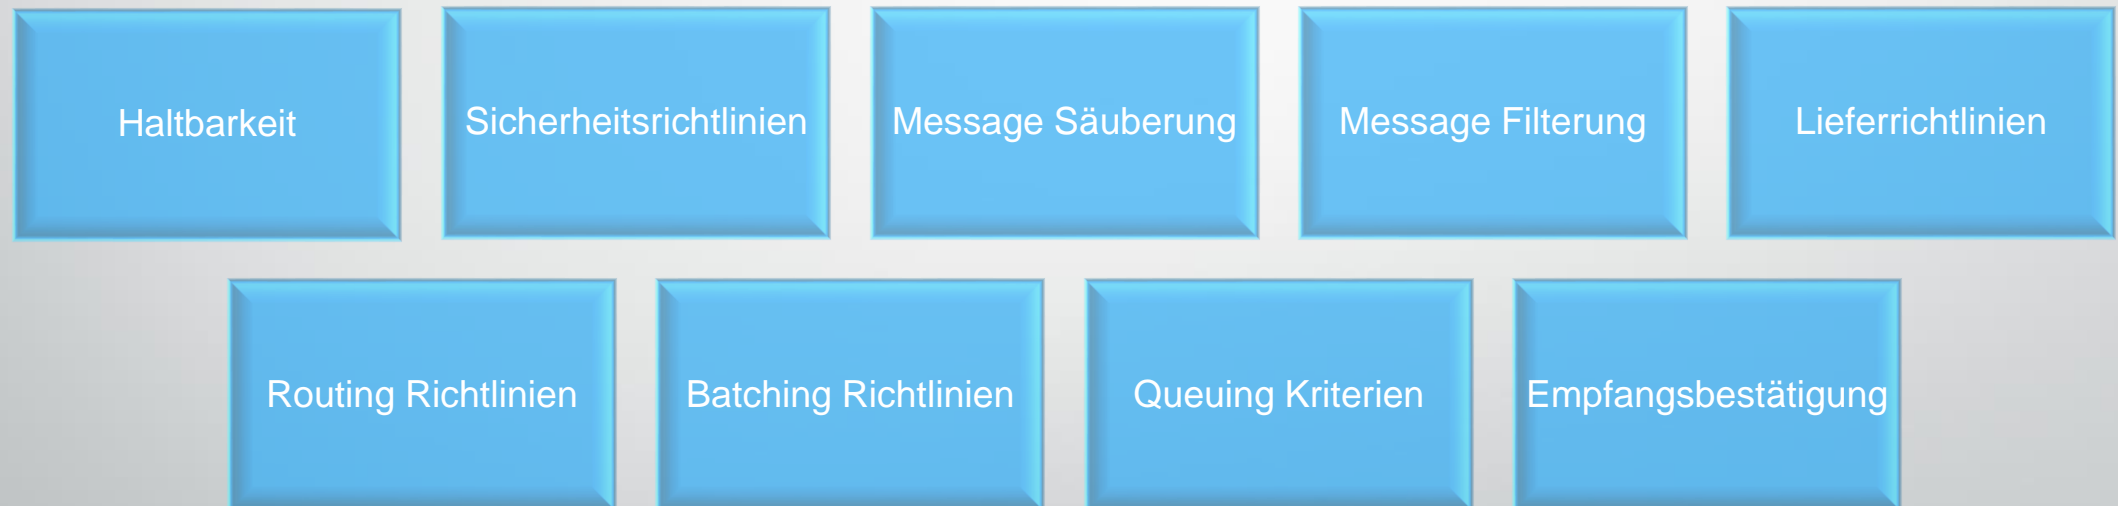 Haltbarkeit
Sicherheitsrichtlinien
Message Säuberung
Message Filterung
Lieferrichtlinien
Routing Richtlinien
Batching Richtlinien
Queuing Kriterien
Empfangsbestätigung